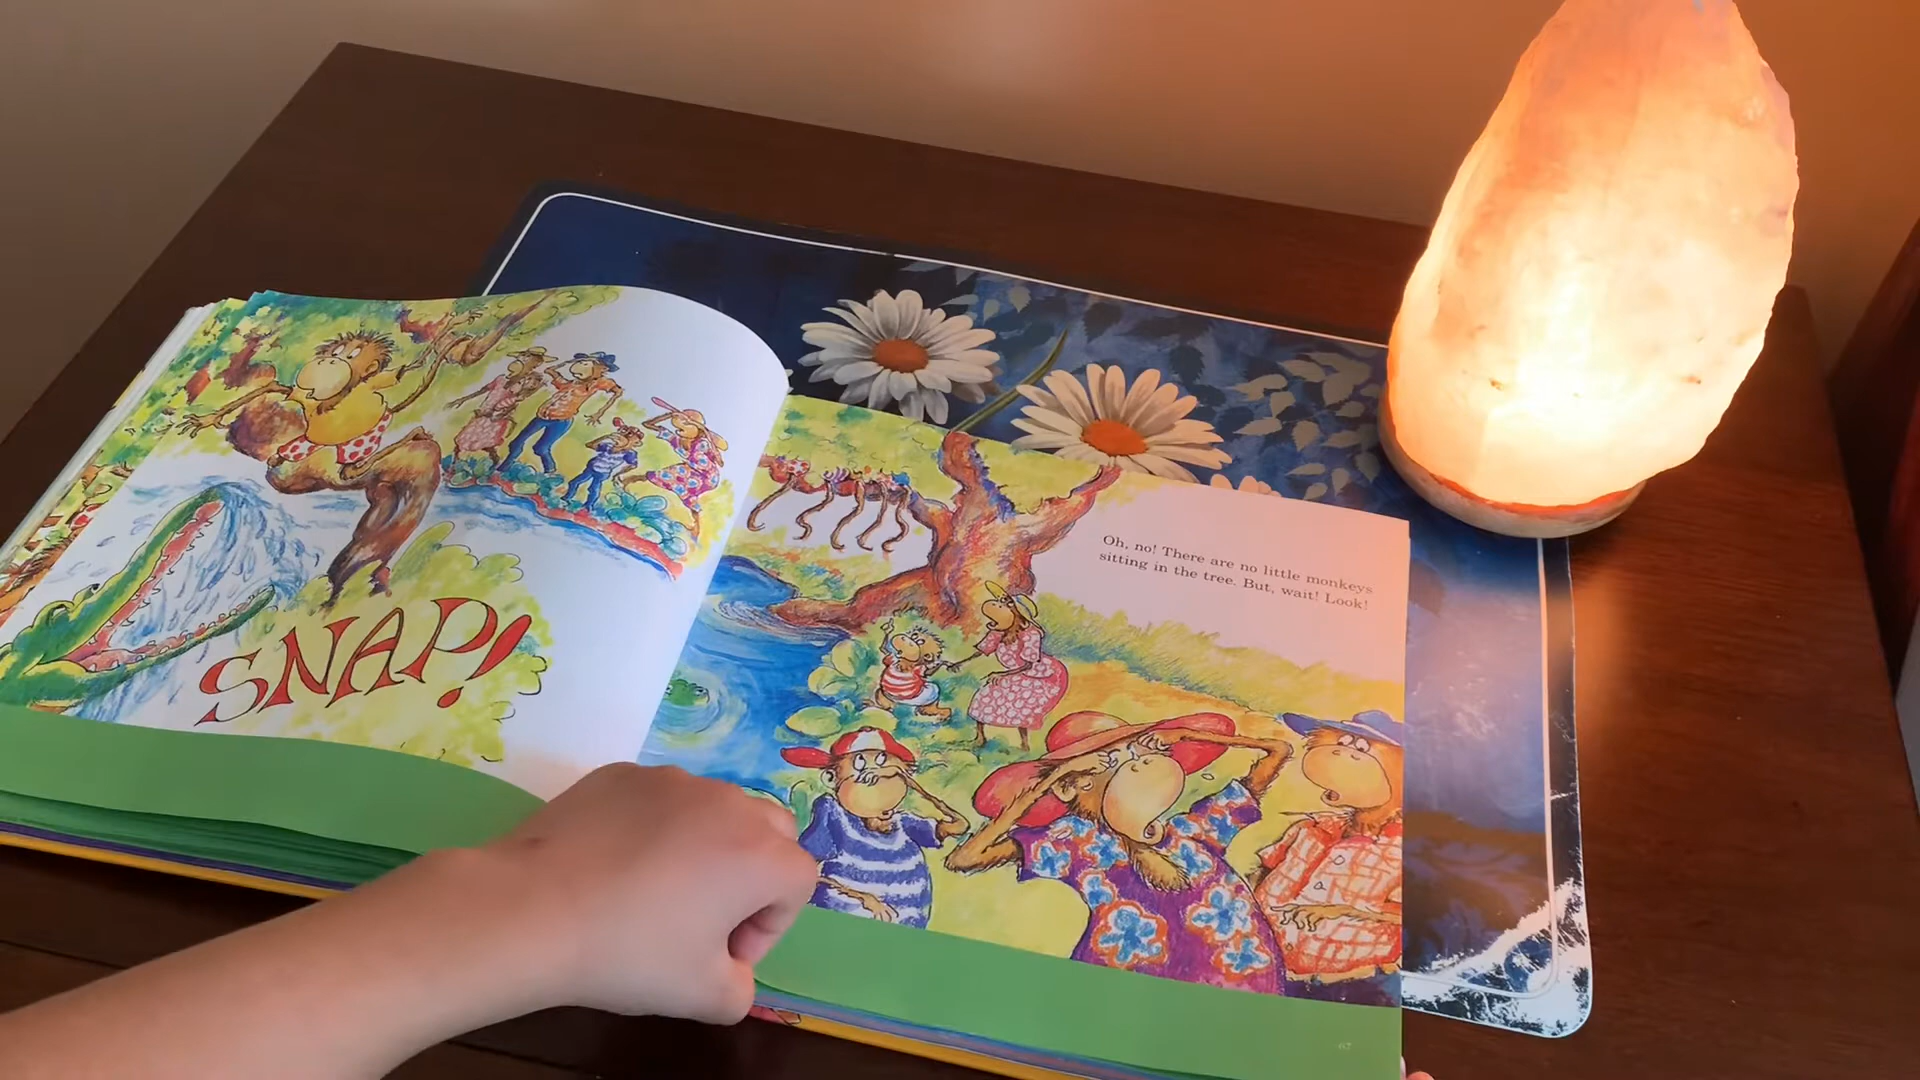 SNAP!
Oh, no! There are no little monkeys
sitting in the tree. But, wait! Look!